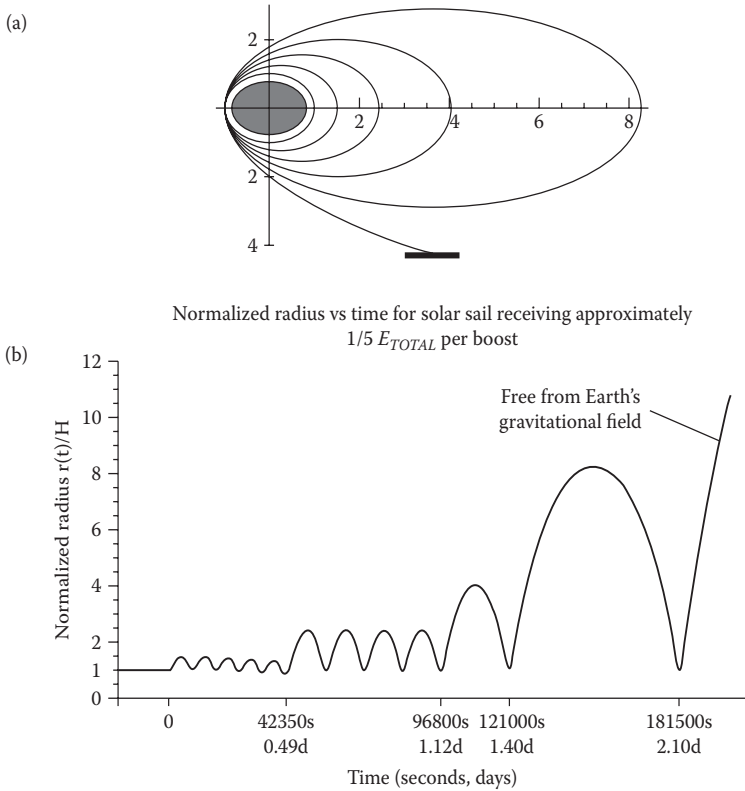 (a)
2
2
4
2
4
6
8
Normalized radius vs time for solar sail receiving approximately
1/5 E_TOTAL per boost
(b)
12
10
8
6
4
2
1
0
Normalized radius r(t)/H
Free from Earth's
gravitational field
0
42350s
0.49d
96800s
1.12d
121000s
1.40d
181500s
2.10d
Time (seconds, days)